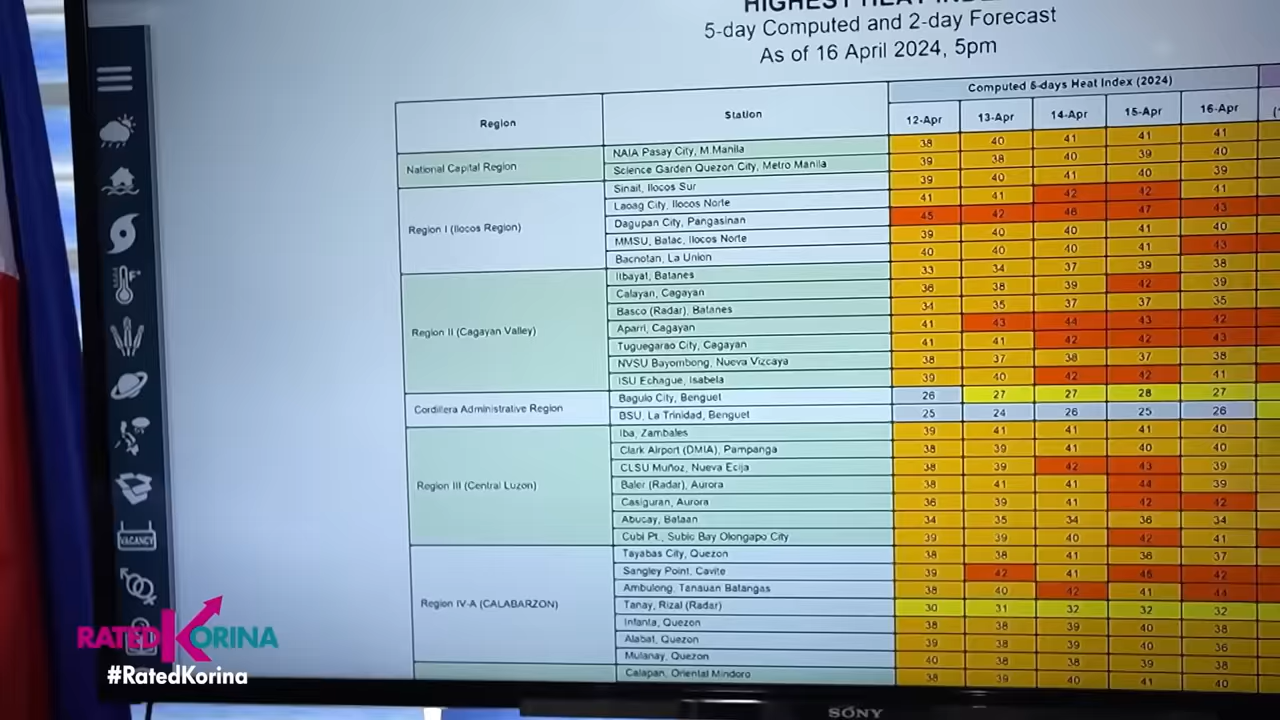 HIGHEST HEAT INDE
5-day Computed and 2-day Forecast
As of 16 April 2024, 5pm
Computed 5-days Heat Index (2024)
Region Station 12-Apr 13-Apr 14-Apr 15-Apr 16-Apr
National Capital Region
NAIA Pasay City, M.Manila 38 40 41 41 41
Science Garden Quezon City, Metro Manila 39 38 40 39 40
Region I (Ilocos Region)
Sinait, Ilocos Sur 39 40 41 40 39
Laoag City, Ilocos Norte 41 41 42 42 41
Dagupan City, Pangasinan 45 42 46 47 43
MMSU, Batac, Ilocos Norte 39 40 40 41 40
Bacnotan, La Union 40 40 40 41 43
Region II (Cagayan Valley)
Itbayat, Batanes 33 34 37 39 38
Calayan, Cagayan 36 38 39 42 39
Basco (Radar), Batanes 34 35 37 37 35
Aparri, Cagayan 41 43 44 43 42
Tuguegarao City, Cagayan 41 41 42 42 43
NVSU Bayombong, Nueva Vizcaya 38 37 38 37 38
ISU Echague, Isabela 39 40 42 42 41
Cordillera Administrative Region
Baguio City, Benguet 26 27 27 28 27
BSU, La Trinidad, Benguet 25 24 26 25 26
Region III (Central Luzon)
Iba, Zambales 39 41 41 41 40
Clark Airport (DMIA), Pampanga 38 39 41 40 40
CLSU Muñoz, Nueva Ecija 38 39 42 43 39
Baler (Radar), Aurora 38 41 41 44 39
Casiguran, Aurora 36 39 41 42 42
Abucay, Bataan 34 35 34 36 34
Cubi Pt., Subic Bay Olongapo City 39 39 40 42 41
Region IV-A (CALABARZON)
Tayabas City, Quezon 38 38 41 36 37
Sangley Point, Cavite 39 42 41 45 42
Ambulong, Tanauan Batangas 38 40 42 41 44
Tanay, Rizal (Radar) 30 31 32 32 32
Infanta, Quezon 38 38 39 40 38
Alabat, Quezon 39 38 39 40 36
Mulanay, Quezon 40 38 38 39 38
Calapan, Oriental Mindoro 38 39 40 41 40
VACANCY
RATED KORINA
#RatedKorina
SONY